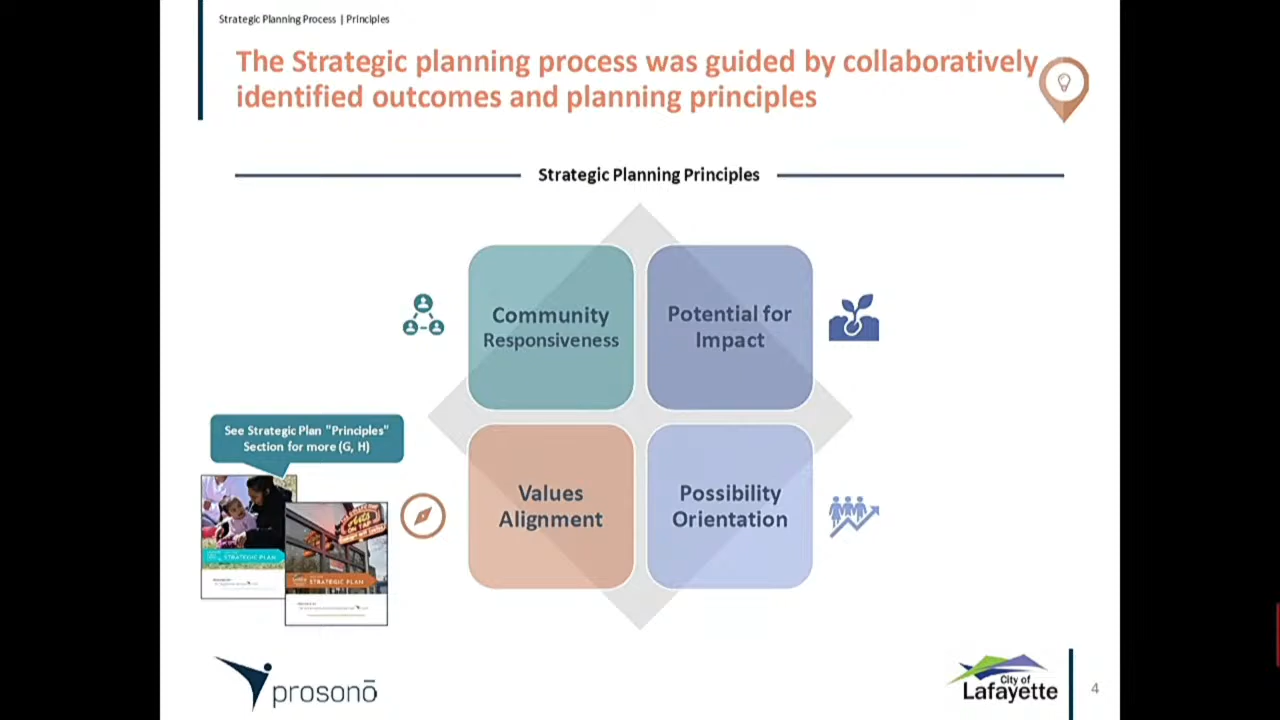 Strategic Planning Process | Principles
The Strategic planning process was guided by collaboratively
identified outcomes and planning principles
Strategic Planning Principles
Community
Responsiveness
Potential for
Impact
Values
Alignment
Possibility
Orientation
See Strategic Plan "Principles"
Section for more (G, H)
STRATEGIC PLAN
STRATEGIC PLAN
prosonō
City of
Lafayette
4